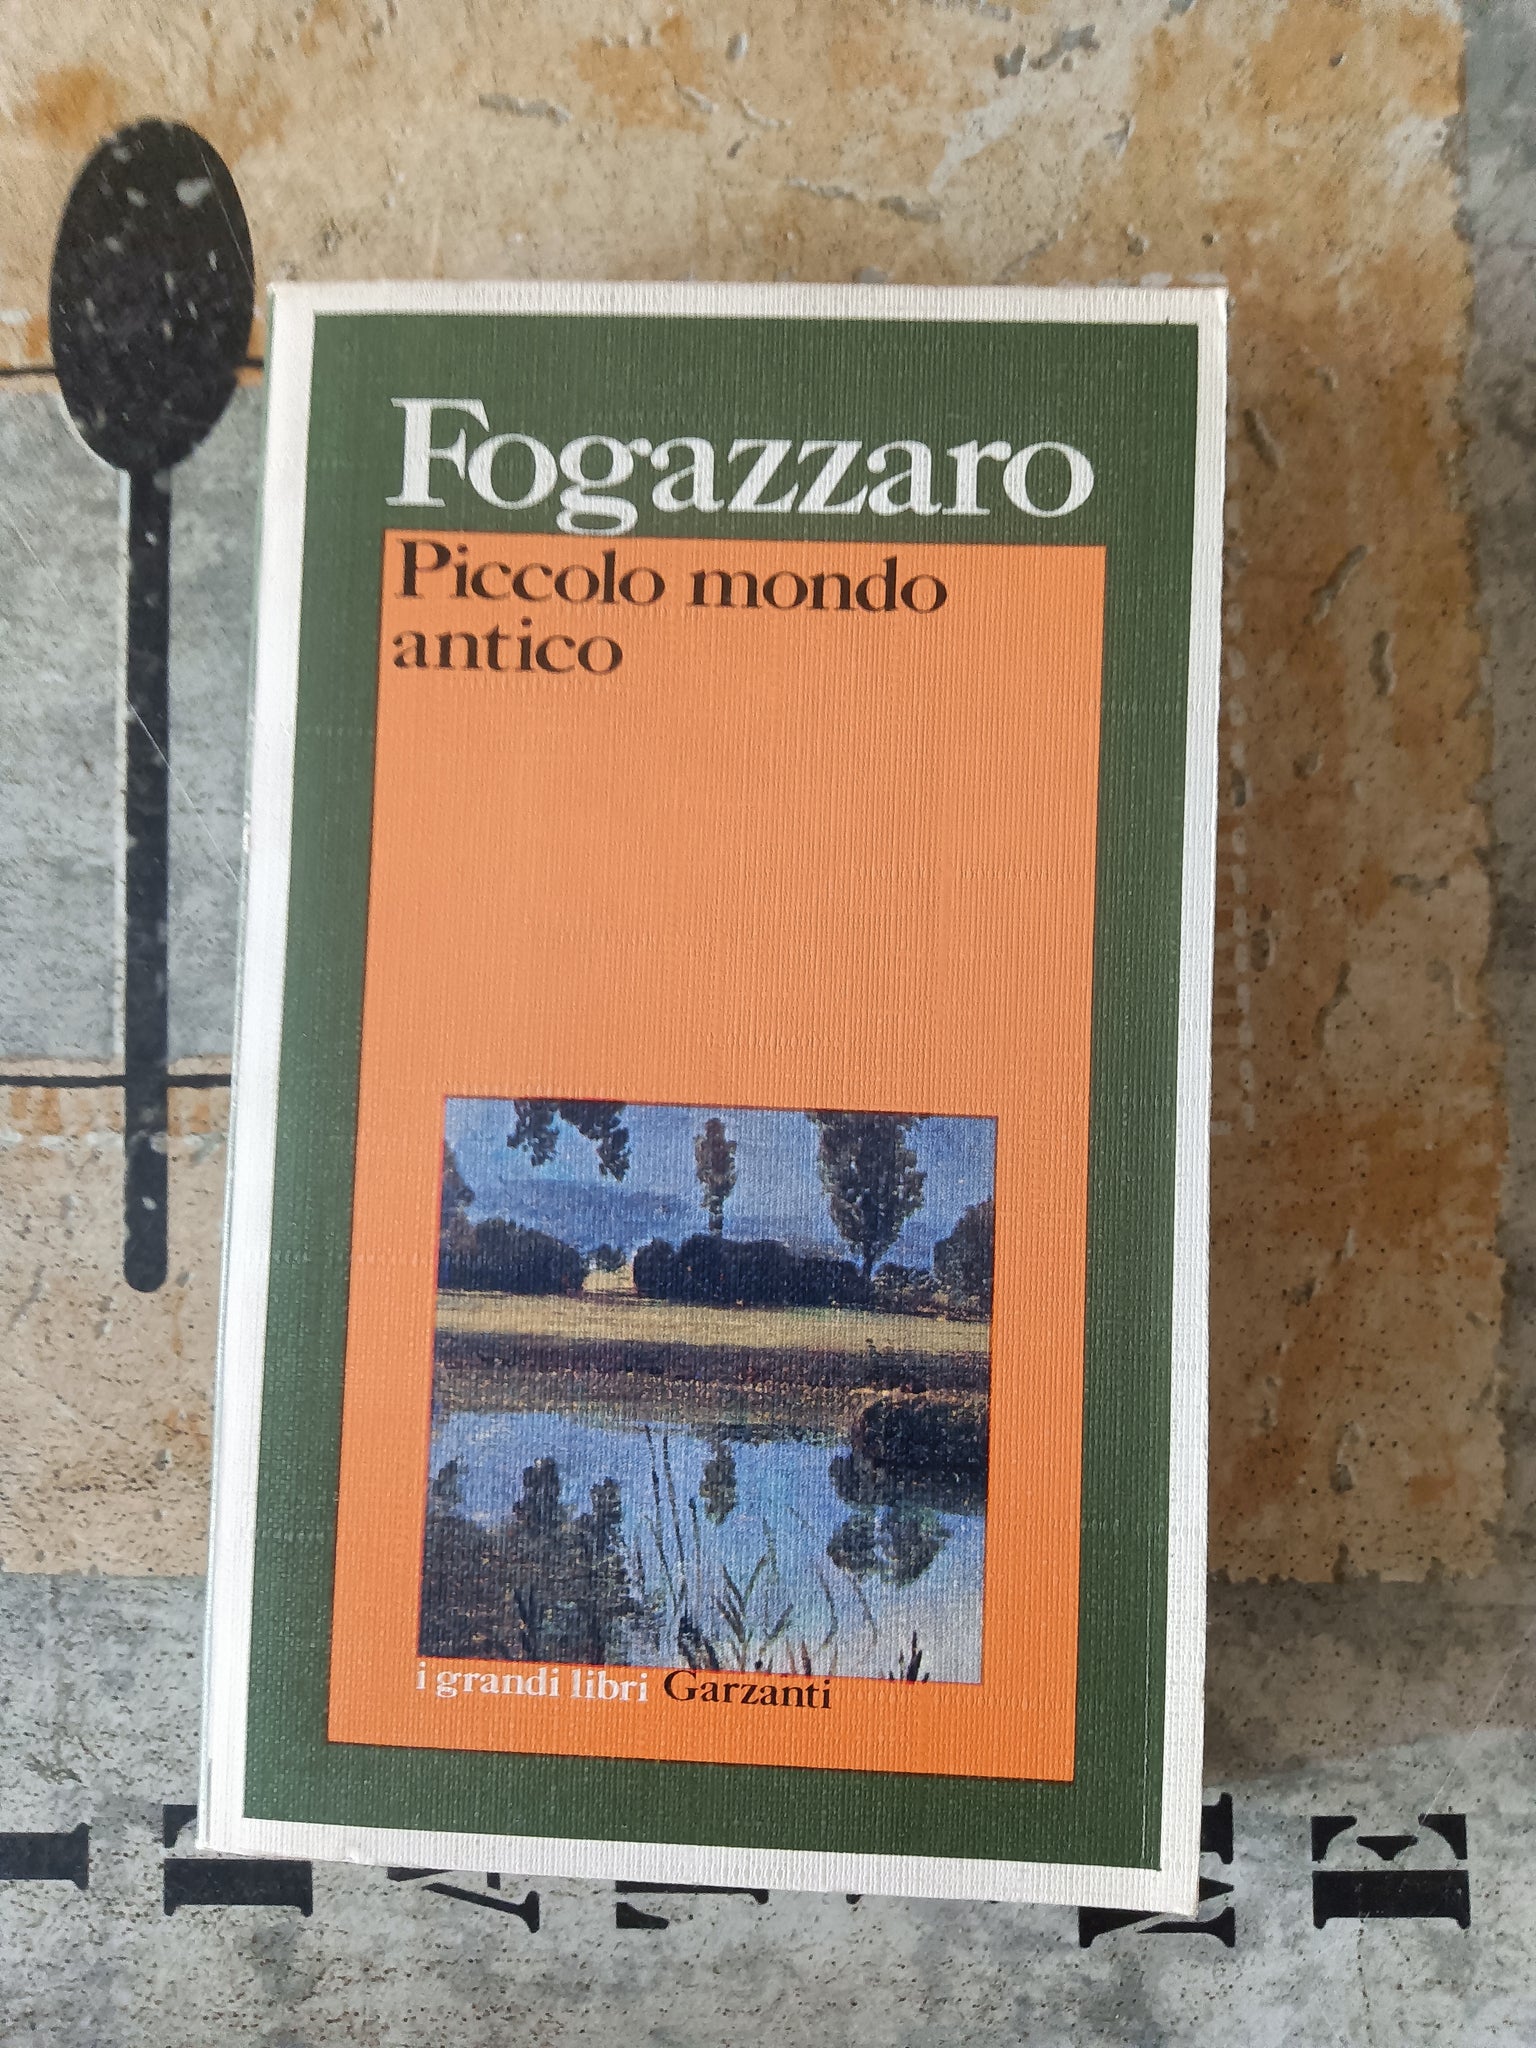 Fogazzaro
Piccolo mondo
antico
i grandi libri Garzanti